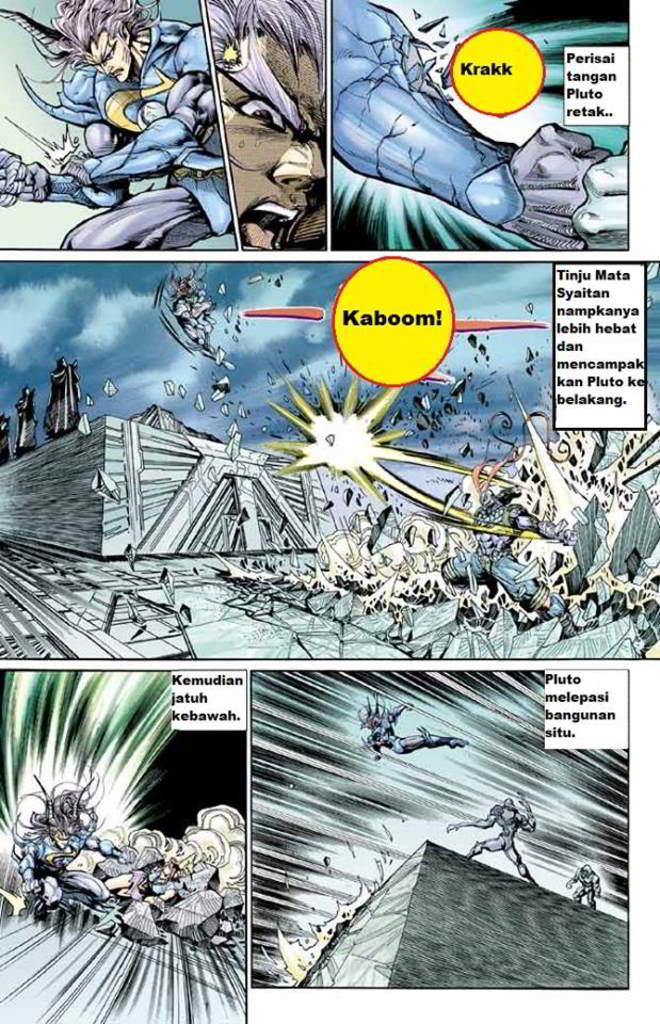 Krakk
Perisai
tangan
Pluto
retak..
Kaboom!
Tinju Mata
Syaitan
nampkanya
lebih hebat
dan
mencampak
kan Pluto ke
belakang.
Kemudian
jatuh
kebawah.
Pluto
melepasi
bangunan
situ.